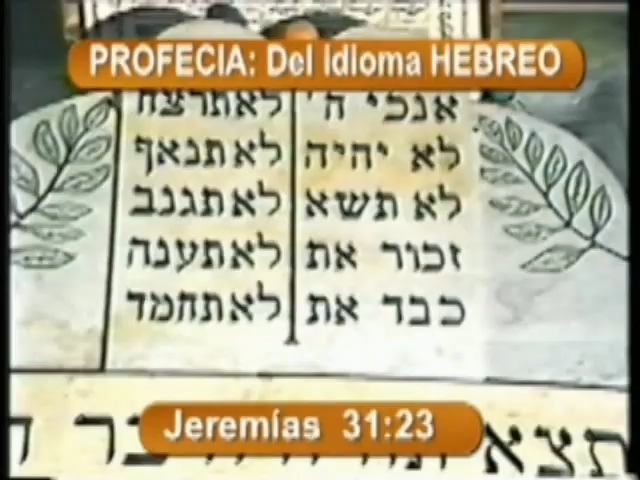 PROFECIA: Del Idioma HEBREO
אנכי ה'
לא יהיה
לא תשא
זכור את
כבד את
לאתרצח
לאתנאף
לאתגנב
לאתענה
לאתחמד
Jeremías 31:23
תצא